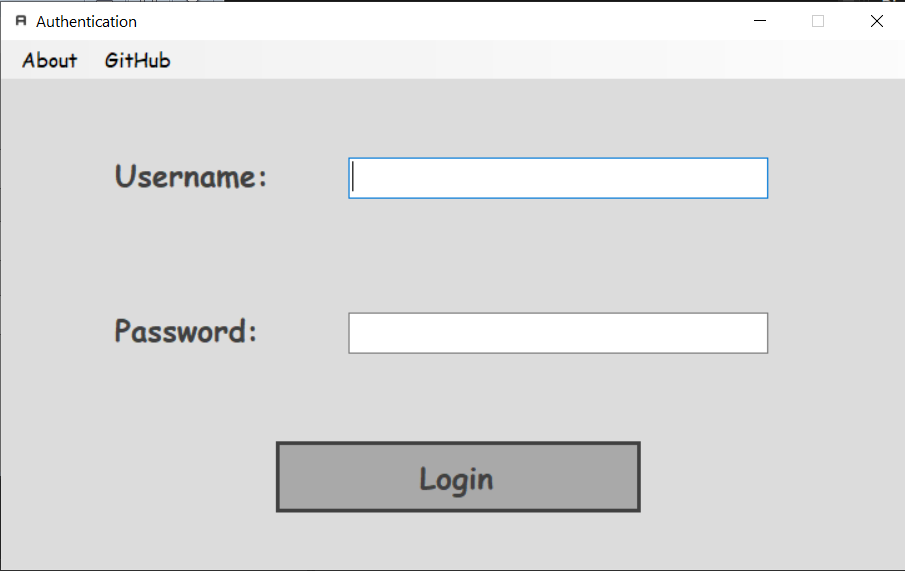 Authentication
About GitHub
Username:
Password:
Login